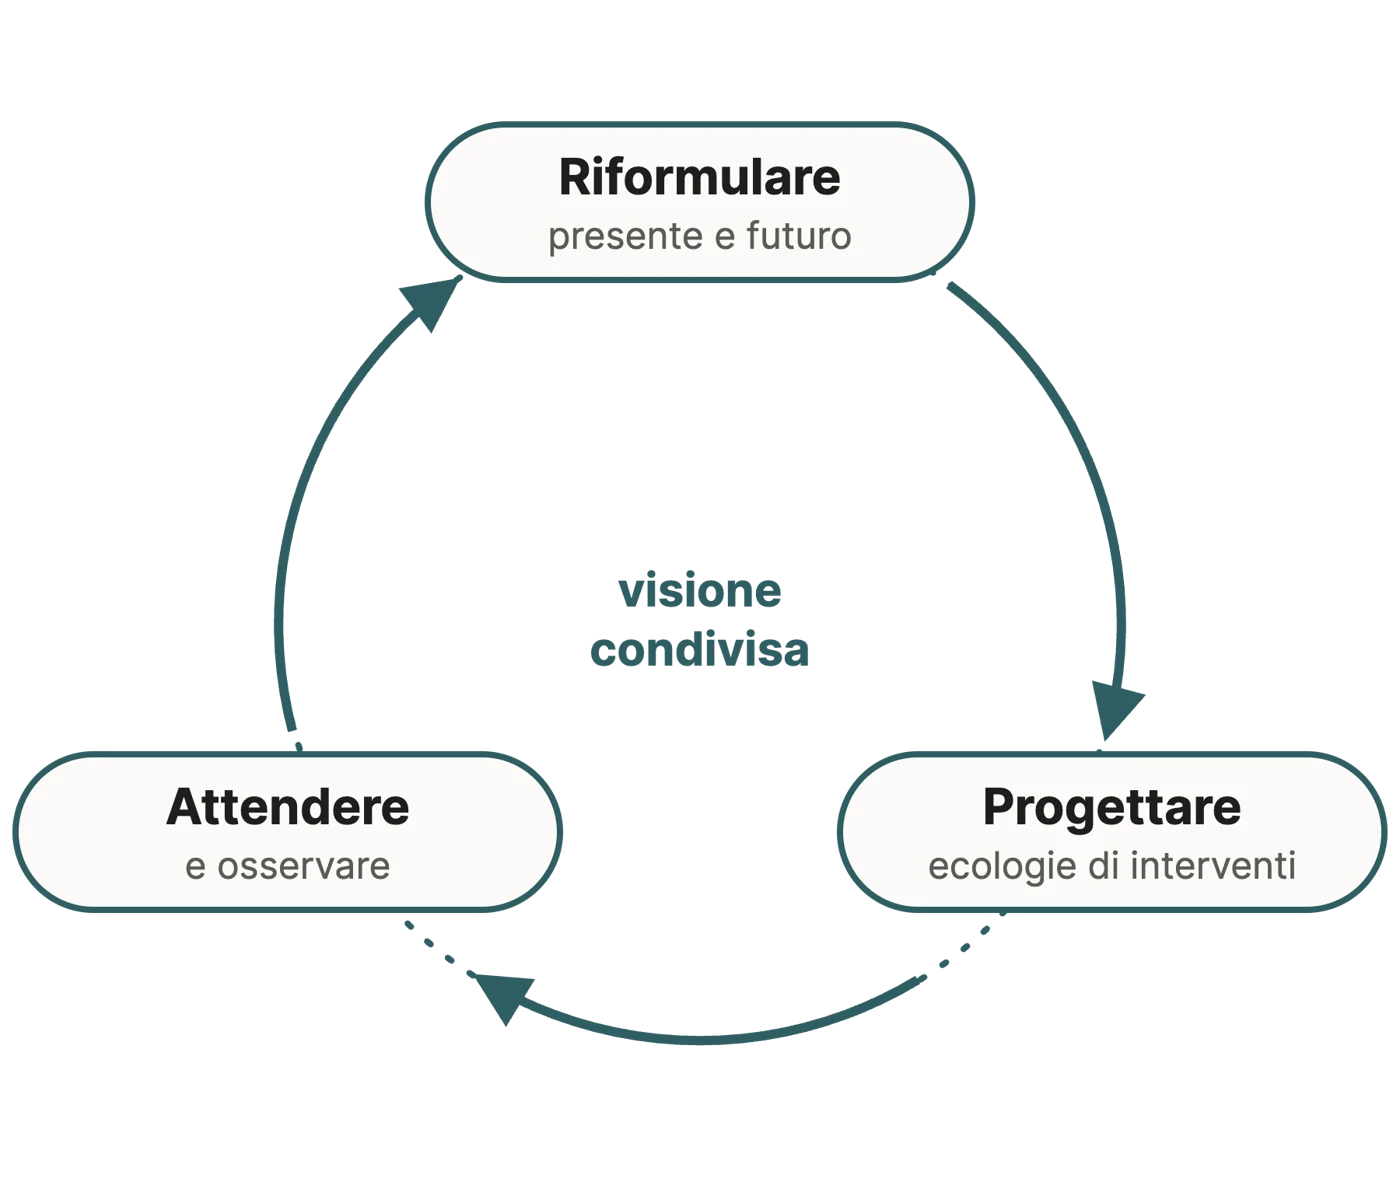 Riformulare
presente e futuro
visione
condivisa
Attendere
e osservare
Progettare
ecologie di interventi